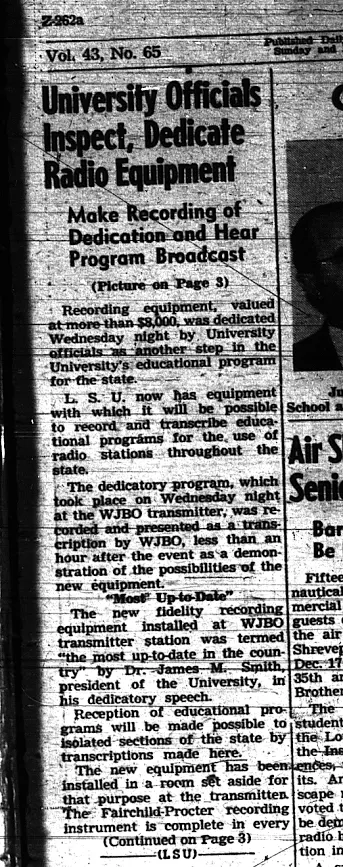 Z-262a
Vol. 43, No. 65
Published Daily
Sunday and
University Officials
Inspect, Dedicate
Radio Equipment
Make Recording of
Dedication and Hear
Program Broadcast
(Picture on Page 3)
Recording equipment, valued
at more than $8,000, was dedicated
Wednesday night by University
officials as another step in the
University's educational program
for the state.
L. S. U. now has equipment
with which it will be possible
to record and transcribe educa-
tional programs for the use of
radio stations throughout the
state.
The dedicatory program, which
took place on Wednesday night
at the WJBO transmitter, was re-
corded and presented as a trans-
cription by WJBO, less than an
hour after the event as a demon-
stration of the possibilities of the
new equipment.
"Most Up-to-Date"
The new fidelity recording
equipment installed at WJBO
transmitter station was termed
"the most up-to-date in the coun-
try" by Dr. James M. Smith,
president of the University, in
his dedicatory speech.
Reception of educational pro-
grams will be made possible to
isolated sections of the state by
transcriptions made here.
The new equipment has been
installed in a room set aside for
that purpose at the transmitter.
The Fairchild-Procter recording
instrument is complete in every
(Continued on Page 3)
(LSU)
Ju
School a
Air S
Senio
Bar
Be
Fiftee
nautical
mercial
guests
the air
Shrevep
Dec. 17
35th an
Brother
The
student
the Lo
the Ins
ences,
its. An
scape
voted t
be dem
radio b
tion in